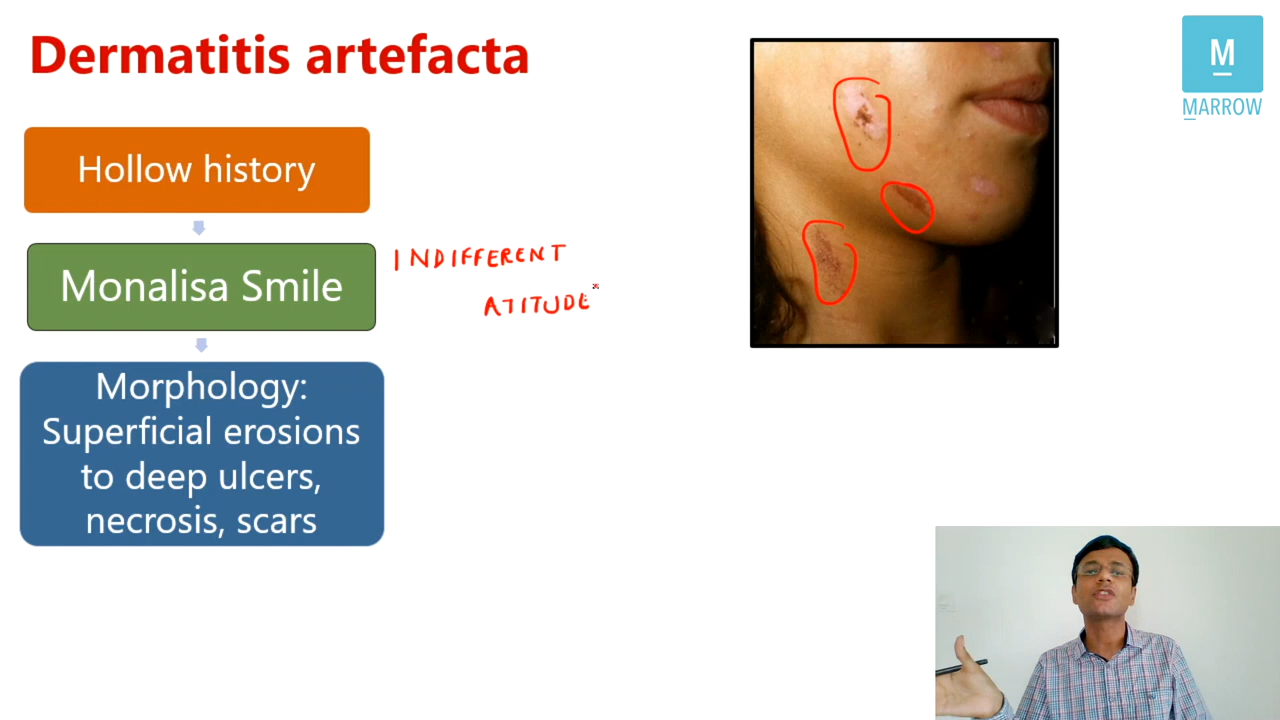 Dermatitis artefacta
M
MARROW
Hollow history
Monalisa Smile
INDIFFERENT
ATITUDE
Morphology:
Superficial erosions
to deep ulcers,
necrosis, scars